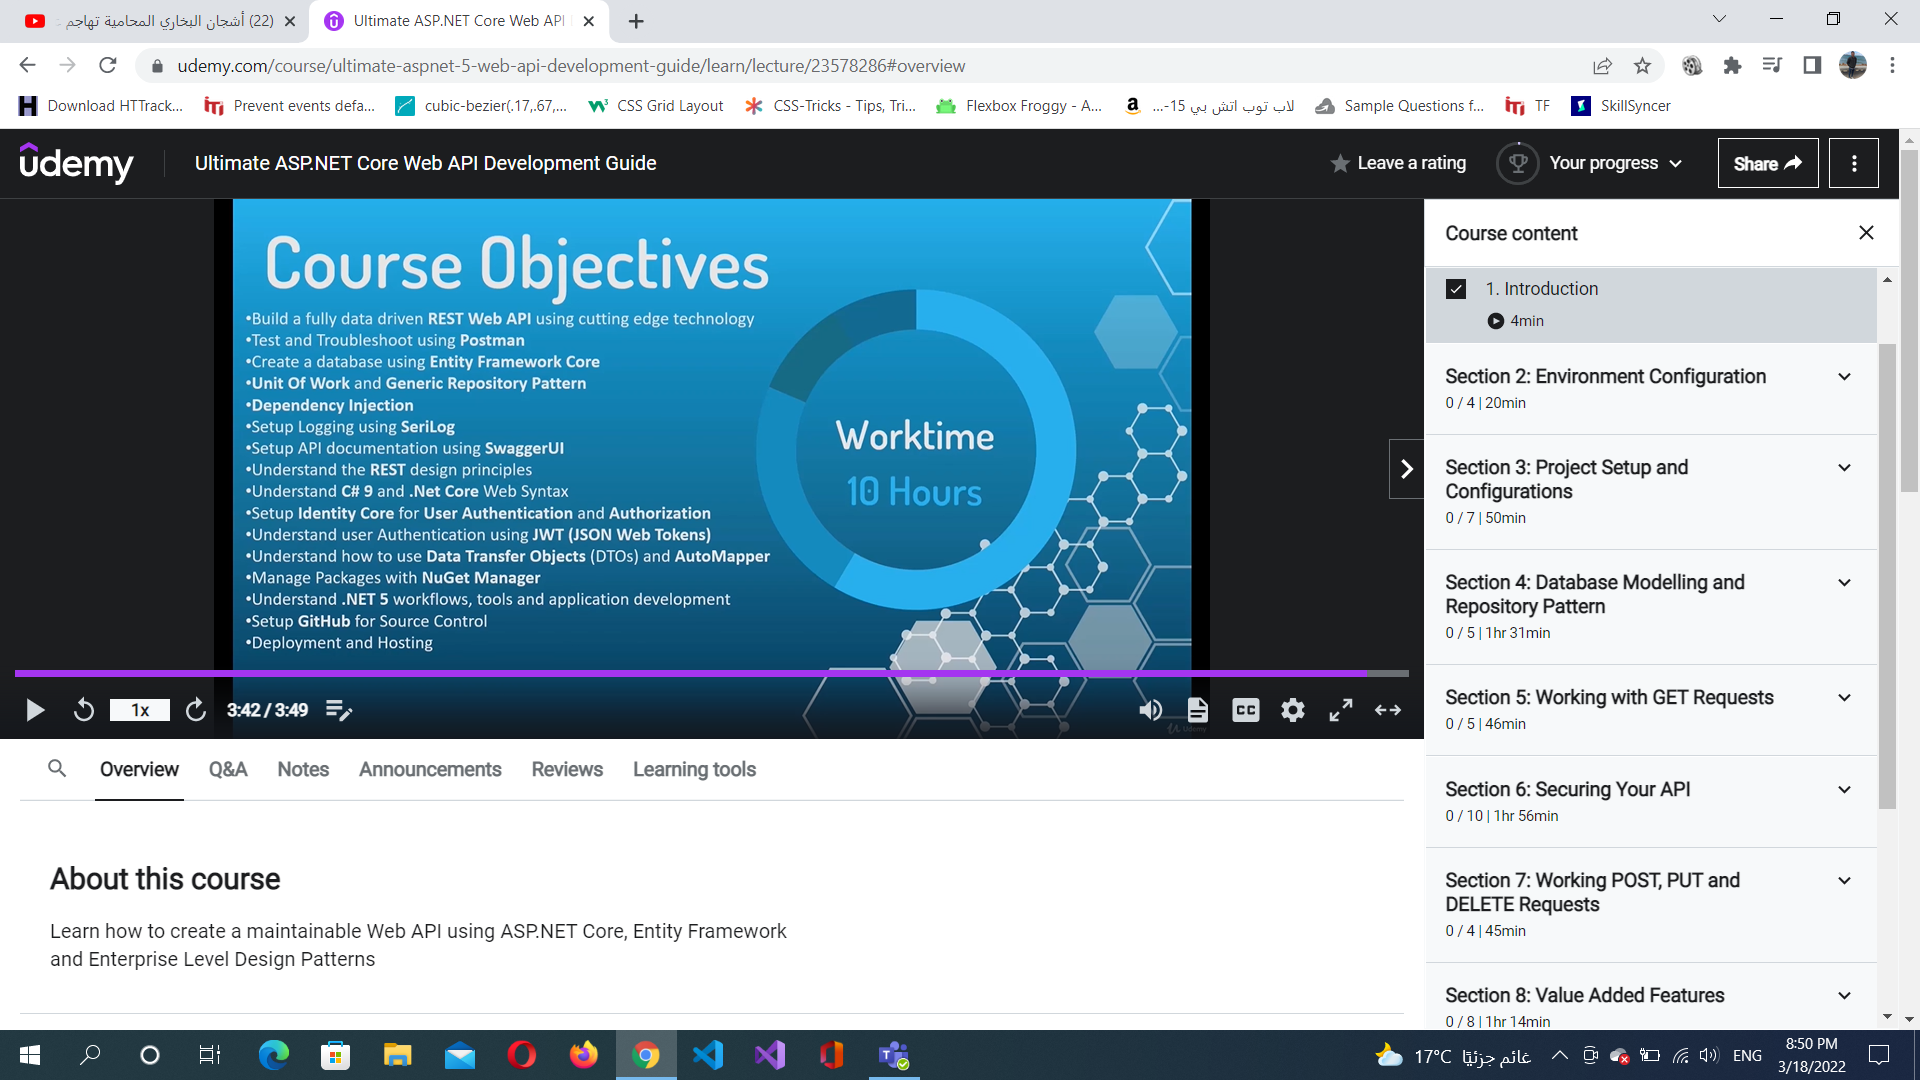 (22) أشجان البخاري المحامية تهاجم
Ultimate ASP.NET Core Web API
udemy.com/course/ultimate-aspnet-5-web-api-development-guide/learn/lecture/23578286#overview
Download HTTrack...
Prevent events defa...
cubic-bezier(.17,.67,...
CSS Grid Layout
CSS-Tricks - Tips, Tri...
Flexbox Froggy - A...
لاب توب اتش بي 15-...
Sample Questions f...
TF
SkillSyncer
udemy
Ultimate ASP.NET Core Web API Development Guide
Leave a rating
Your progress
Share
Course Objectives
•Build a fully data driven REST Web API using cutting edge technology
•Test and Troubleshoot using Postman
•Create a database using Entity Framework Core
•Unit Of Work and Generic Repository Pattern
•Dependency Injection
•Setup Logging using SeriLog
•Setup API documentation using SwaggerUI
•Understand the REST design principles
•Understand C# 9 and .Net Core Web Syntax
•Setup Identity Core for User Authentication and Authorization
•Understand user Authentication using JWT (JSON Web Tokens)
•Understand how to use Data Transfer Objects (DTOs) and AutoMapper
•Manage Packages with NuGet Manager
•Understand .NET 5 workflows, tools and application development
•Setup GitHub for Source Control
•Deployment and Hosting
Worktime
10 Hours
1x
3:42 / 3:49
CC
Udemy
Course content
1. Introduction
4min
Section 2: Environment Configuration
0 / 4 | 20min
Section 3: Project Setup and
Configurations
0 / 7 | 50min
Section 4: Database Modelling and
Repository Pattern
0 / 5 | 1hr 31min
Section 5: Working with GET Requests
0 / 5 | 46min
Section 6: Securing Your API
0 / 10 | 1hr 56min
Section 7: Working POST, PUT and
DELETE Requests
0 / 4 | 45min
Section 8: Value Added Features
0 / 8 | 1hr 14min
Overview
Q&A
Notes
Announcements
Reviews
Learning tools
About this course
Learn how to create a maintainable Web API using ASP.NET Core, Entity Framework
and Enterprise Level Design Patterns
17°C غائم جزئيًا
ENG
8:50 PM
3/18/2022